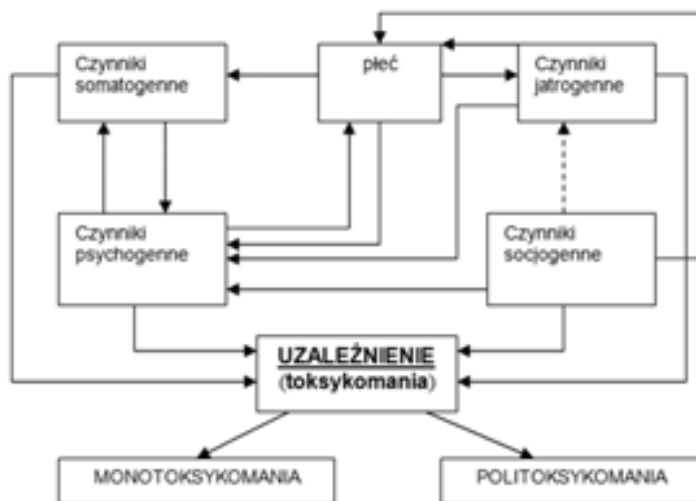 Czynniki
somatogenne
płeć
Czynniki
jatrogenne
Czynniki
psychogenne
Czynniki
socjogenne
UZALEŻNIENIE
(toksykomania)
MONOTOKSYKOMANIA
POLITOKSYKOMANIA